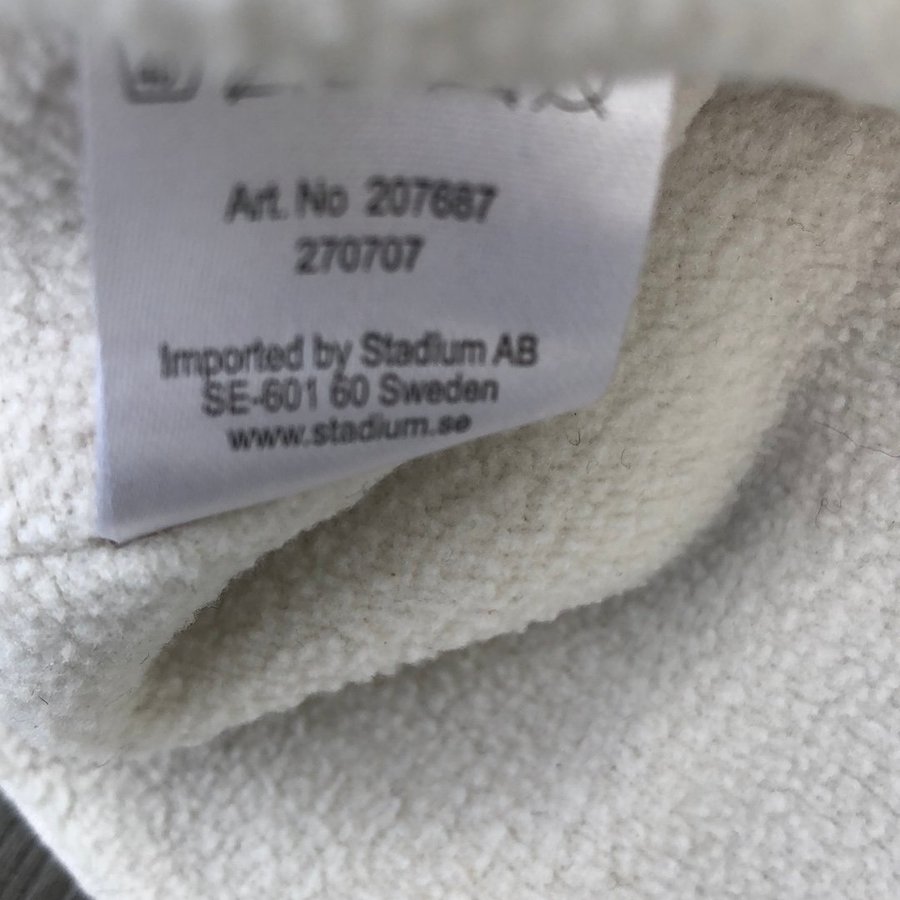 Art. No 207687
270707
Imported by Stadium AB
SE-601 60 Sweden
www.stadium.se